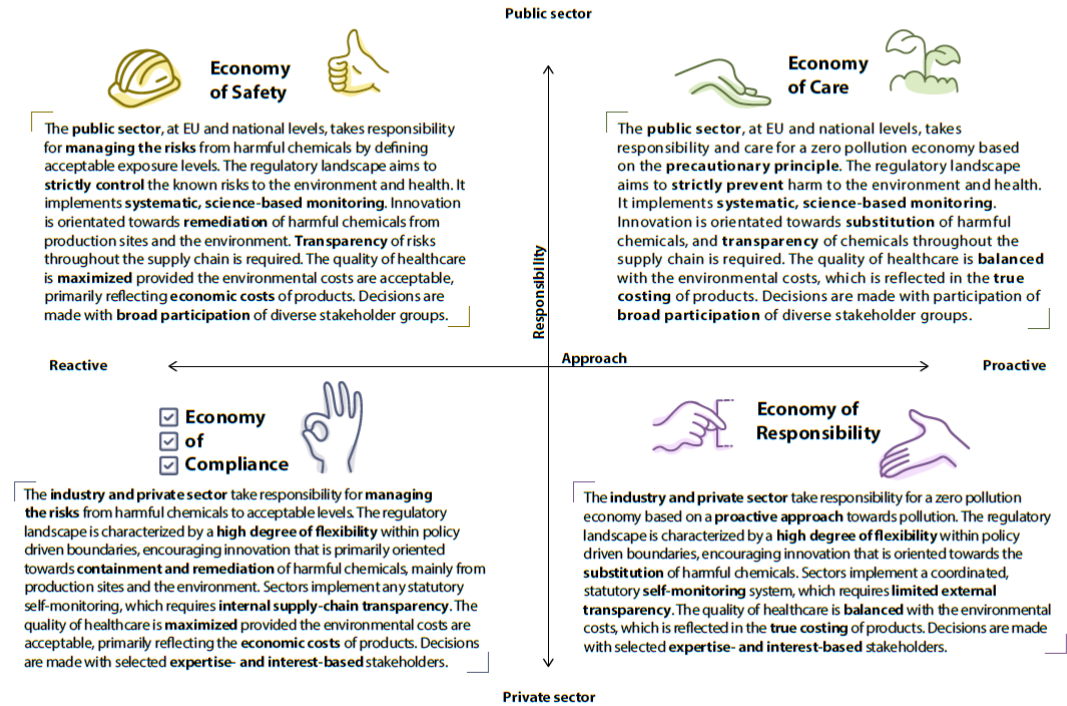 Public sector
Economy
of Safety
The public sector, at EU and national levels, takes responsibility
for managing the risks from harmful chemicals by defining
acceptable exposure levels. The regulatory landscape aims to
strictly control the known risks to the environment and health. It
implements systematic, science-based monitoring. Innovation
is orientated towards remediation of harmful chemicals from
production sites and the environment. Transparency of risks
throughout the supply chain is required. The quality of healthcare
is maximized provided the environmental costs are acceptable,
primarily reflecting economic costs of products. Decisions are
made with broad participation of diverse stakeholder groups.
Economy
of Care
The public sector, at EU and national levels, takes
responsibility and care for a zero pollution economy based
on the precautionary principle. The regulatory landscape
aims to strictly prevent harm to the environment and health.
It implements systematic, science-based monitoring.
Innovation is orientated towards substitution of harmful
chemicals, and transparency of chemicals throughout the
supply chain is required. The quality of healthcare is balanced
with the environmental costs, which is reflected in the true
costing of products. Decisions are made with participation of
broad participation of diverse stakeholder groups.
Responsibility
Approach
Reactive
Proactive
Economy
of
Compliance
The industry and private sector take responsibility for managing
the risks from harmful chemicals to acceptable levels. The regulatory
landscape is characterized by a high degree of flexibility within policy
driven boundaries, encouraging innovation that is primarily oriented
towards containment and remediation of harmful chemicals, mainly from
production sites and the environment. Sectors implement any statutory
self-monitoring, which requires internal supply-chain transparency. The
quality of healthcare is maximized provided the environmental costs are
acceptable, primarily reflecting the economic costs of products. Decisions
are made with selected expertise- and interest-based stakeholders.
Economy of
Responsibility
The industry and private sector take responsibility for a zero pollution
economy based on a proactive approach towards pollution. The regulatory
landscape is characterized by a high degree of flexibility within policy
driven boundaries, encouraging innovation that is oriented towards the
substitution of harmful chemicals. Sectors implement a coordinated,
statutory self-monitoring system, which requires limited external
transparency. The quality of healthcare is balanced with the environmental
costs, which is reflected in the true costing of products. Decisions are made
with selected expertise- and interest-based stakeholders.
Private sector